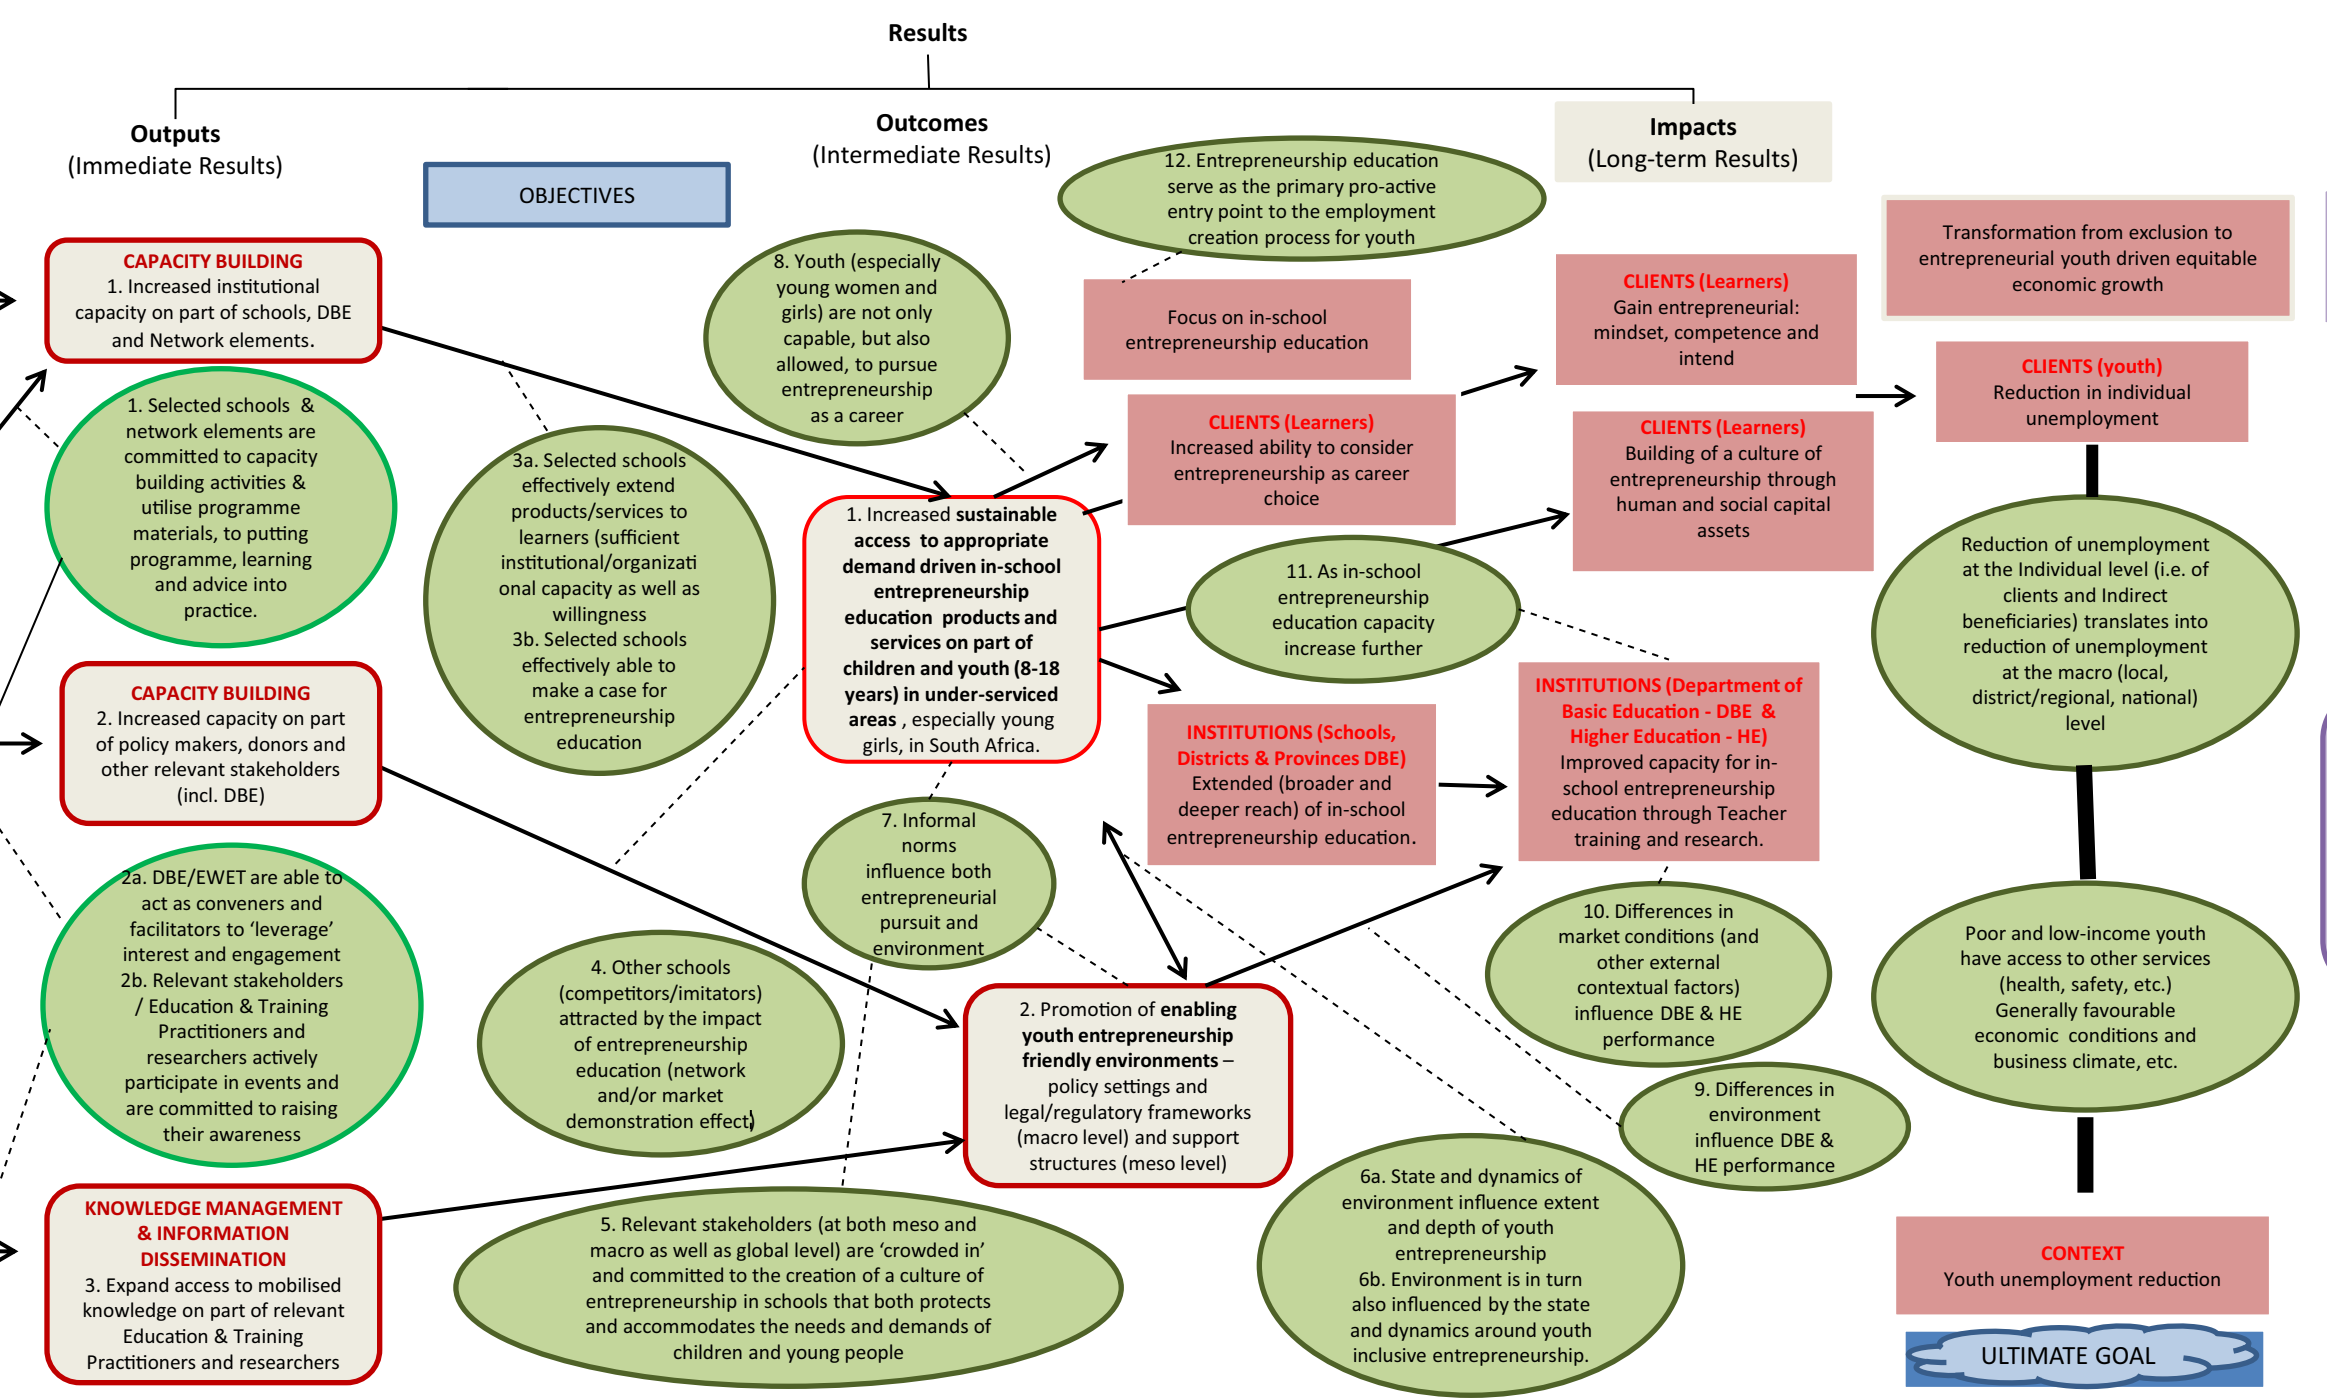 Results
Outputs
(Immediate Results)
OBJECTIVES
Outcomes
(Intermediate Results)
Impacts
(Long-term Results)
CAPACITY BUILDING
1. Increased institutional
capacity on part of schools, DBE
and Network elements.
1. Selected schools &
network elements are
committed to capacity
building activities &
utilise programme
materials, to putting
programme, learning
and advice into
practice.
CAPACITY BUILDING
2. Increased capacity on part
of policy makers, donors and
other relevant stakeholders
(incl. DBE)
2a. DBE/EWET are able to
act as conveners and
facilitators to ‘leverage’
interest and engagement
2b. Relevant stakeholders
/ Education & Training
Practitioners and
researchers actively
participate in events and
are committed to raising
their awareness
KNOWLEDGE MANAGEMENT
& INFORMATION
DISSEMINATION
3. Expand access to mobilised
knowledge on part of relevant
Education & Training
Practitioners and researchers
3a. Selected schools
effectively extend
products/services to
learners (sufficient
institutional/organizati
onal capacity as well as
willingness
3b. Selected schools
effectively able to
make a case for
entrepreneurship
education
4. Other schools
(competitors/imitators)
attracted by the impact
of entrepreneurship
education (network
and/or market
demonstration effect)
5. Relevant stakeholders (at both meso and
macro as well as global level) are ‘crowded in’
and committed to the creation of a culture of
entrepreneurship in schools that both protects
and accommodates the needs and demands of
children and young people
8. Youth (especially
young women and
girls) are not only
capable, but also
allowed, to pursue
entrepreneurship
as a career
1. Increased sustainable
access to appropriate
demand driven in-school
entrepreneurship
education products and
services on part of
children and youth (8-18
years) in under-serviced
areas , especially young
girls, in South Africa.
7. Informal
norms
influence both
entrepreneurial
pursuit and
environment
2. Promotion of enabling
youth entrepreneurship
friendly environments –
policy settings and
legal/regulatory frameworks
(macro level) and support
structures (meso level)
12. Entrepreneurship education
serve as the primary pro-active
entry point to the employment
creation process for youth
Focus on in-school
entrepreneurship education
CLIENTS (Learners)
Increased ability to consider
entrepreneurship as career
choice
11. As in-school
entrepreneurship
education capacity
increase further
INSTITUTIONS (Schools,
Districts & Provinces DBE)
Extended (broader and
deeper reach) of in-school
entrepreneurship education.
6a. State and dynamics of
environment influence extent
and depth of youth
entrepreneurship
6b. Environment is in turn
also influenced by the state
and dynamics around youth
inclusive entrepreneurship.
CLIENTS (Learners)
Gain entrepreneurial:
mindset, competence and
intend
CLIENTS (Learners)
Building of a culture of
entrepreneurship through
human and social capital
assets
INSTITUTIONS (Department of
Basic Education - DBE &
Higher Education - HE)
Improved capacity for in-
school entrepreneurship
education through Teacher
training and research.
10. Differences in
market conditions (and
other external
contextual factors)
influence DBE & HE
performance
9. Differences in
environment
influence DBE &
HE performance
Transformation from exclusion to
entrepreneurial youth driven equitable
economic growth
CLIENTS (youth)
Reduction in individual
unemployment
Reduction of unemployment
at the Individual level (i.e. of
clients and Indirect
beneficiaries) translates into
reduction of unemployment
at the macro (local,
district/regional, national)
level
Poor and low-income youth
have access to other services
(health, safety, etc.)
Generally favourable
economic conditions and
business climate, etc.
CONTEXT
Youth unemployment reduction
ULTIMATE GOAL